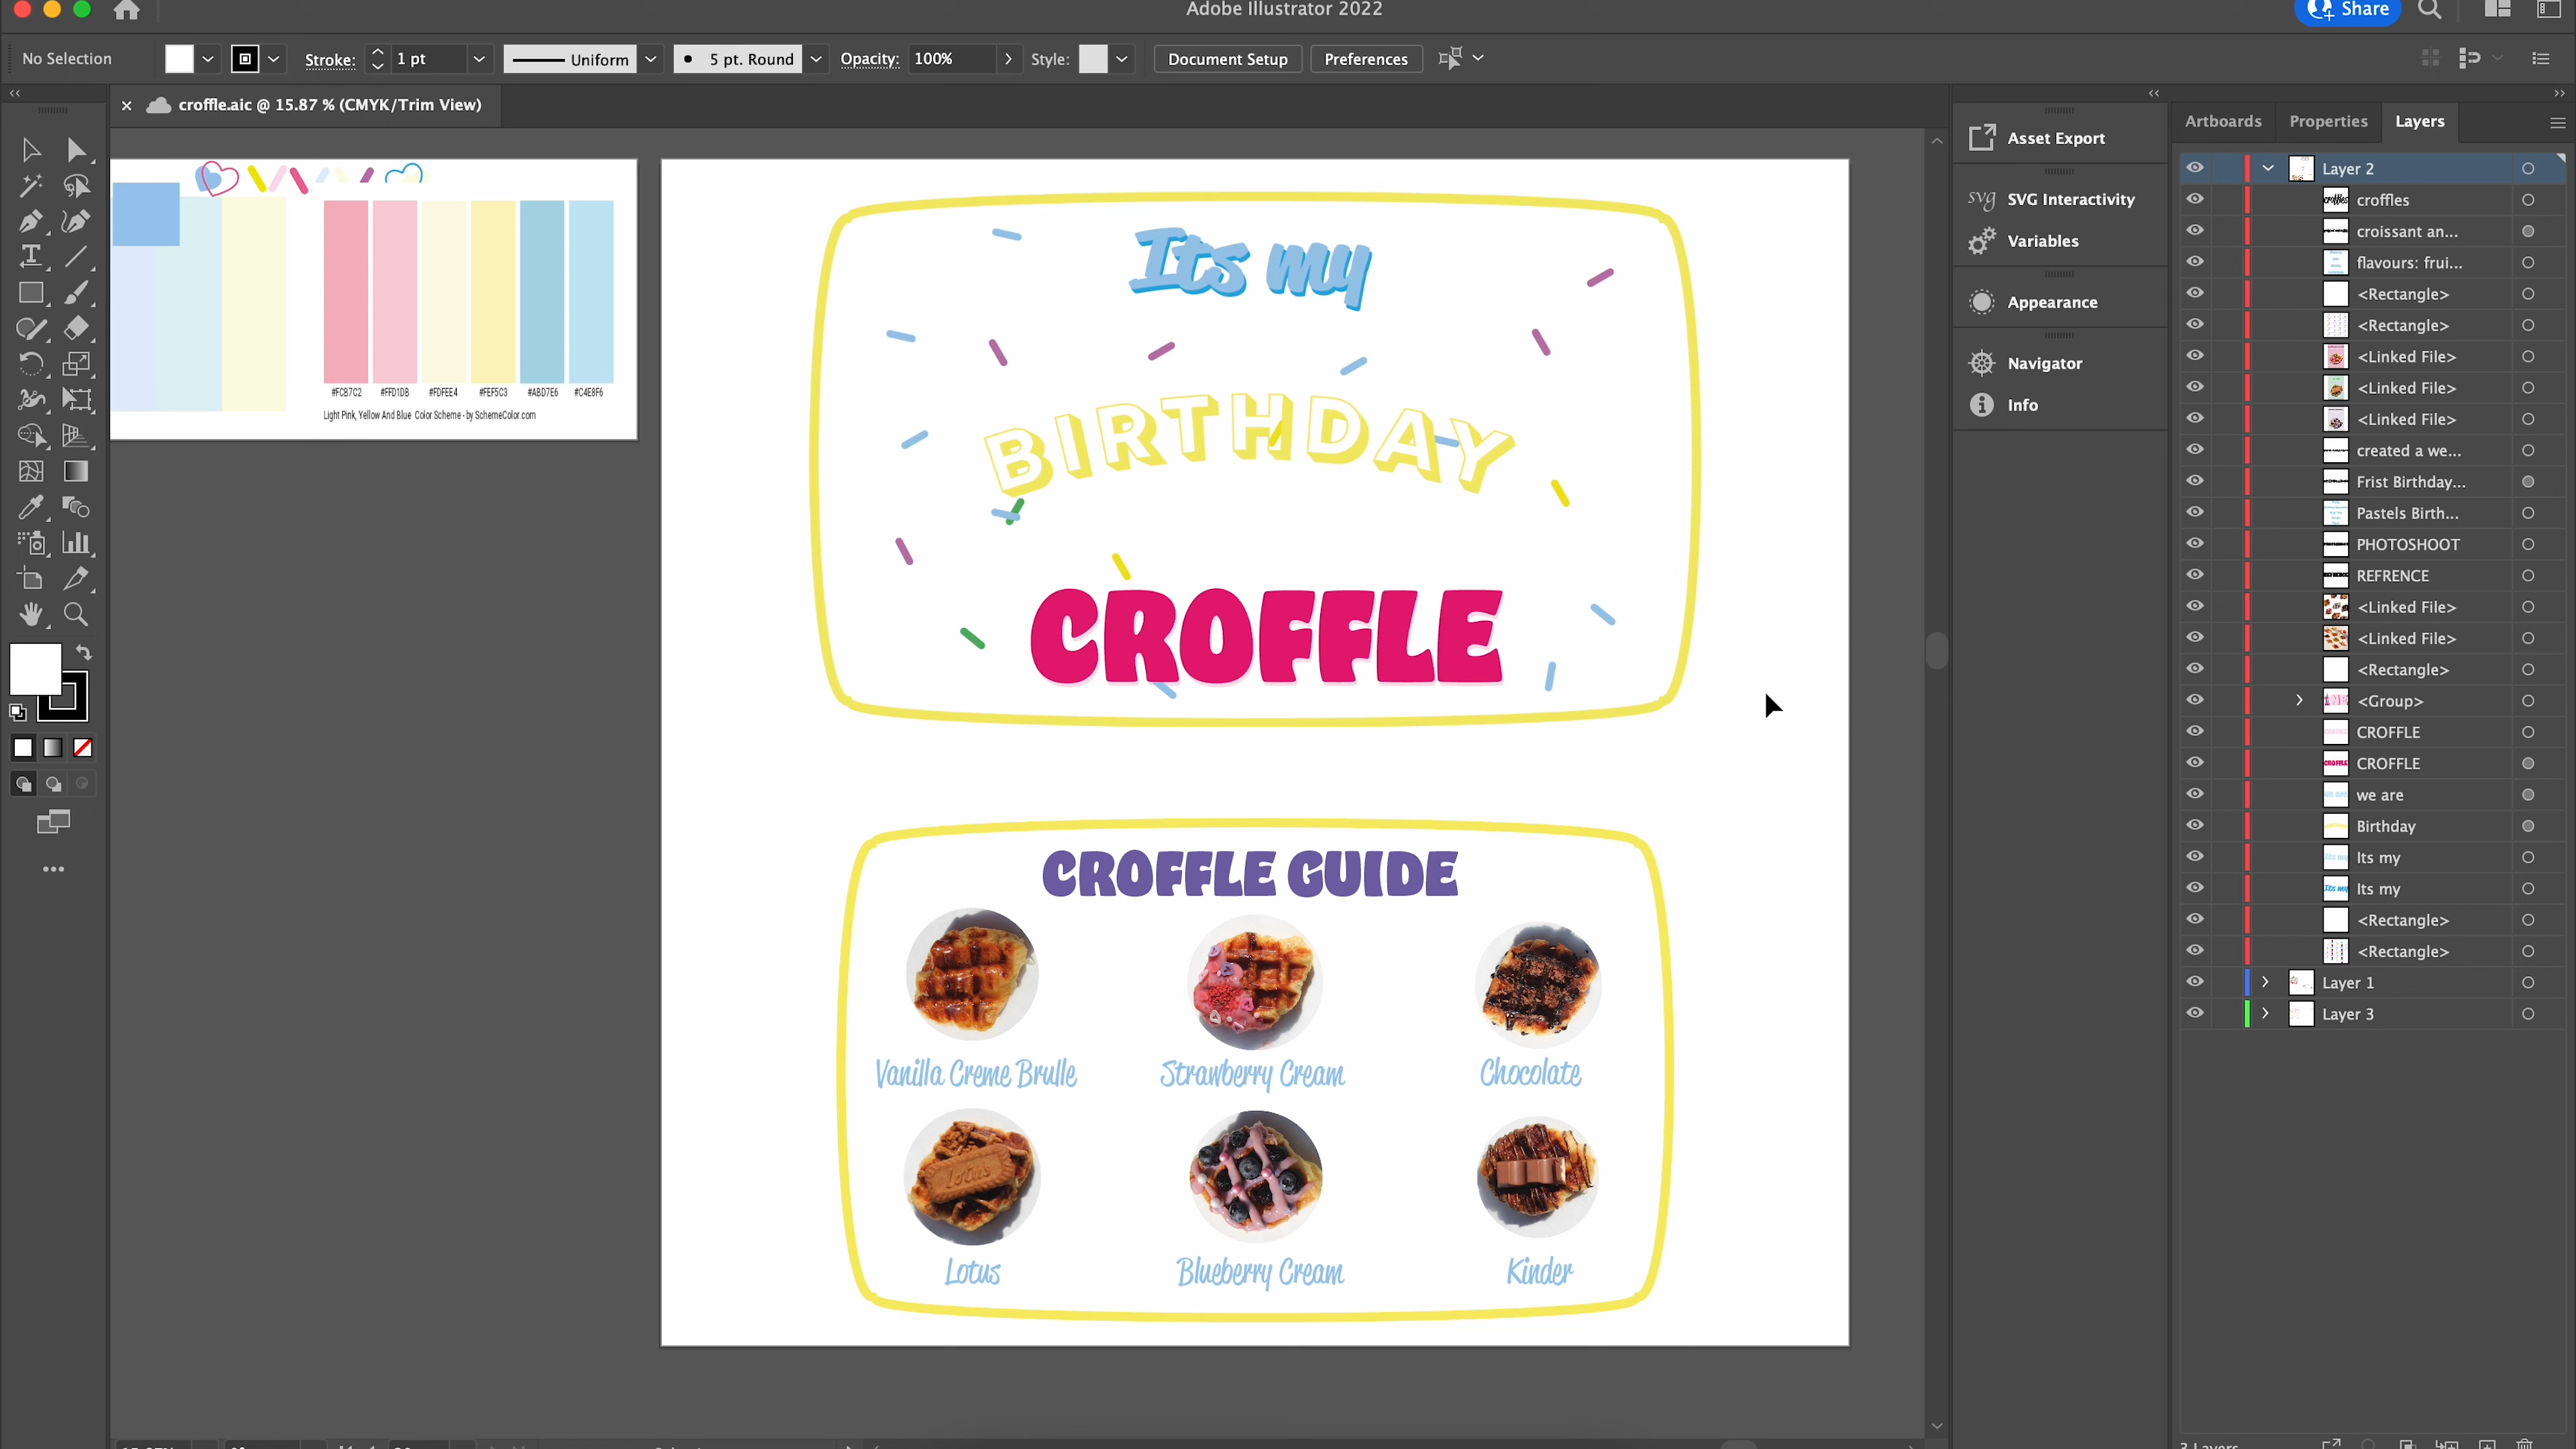 Adobe Illustrator 2022
Share
No Selection
Stroke: 1 pt
Uniform
5 pt. Round
Opacity: 100%
Style:
Document Setup
Preferences
croffle.aic @ 15.87 % (CMYK/Trim View)
#FCB7C2 #FFD1DB #FDFEE4 #FEF5C3 #ABD7E6 #C4E8F6
Light Pink, Yellow And Blue Color Scheme - by SchemeColor.com
Its my
BIRTHDAY
CROFFLE
CROFFLE GUIDE
Vanilla Creme Brulle
Strawberry Cream
Chocolate
Lotus
Lotus
Blueberry Cream
Kinder
Asset Export
svg SVG Interactivity
Variables
Appearance
Navigator
Info
Artboards Properties Layers
Layer 2
croffles
croissant an...
flavours: frui...
<Rectangle>
<Rectangle>
<Linked File>
<Linked File>
<Linked File>
created a we...
Frist Birthday...
Pastels Birth...
PHOTOSHOOT
REFRENCE
<Linked File>
<Linked File>
<Rectangle>
<Group>
CROFFLE
CROFFLE
we are
Birthday
Its my
Its my
<Rectangle>
<Rectangle>
Layer 1
Layer 3
3 Layers